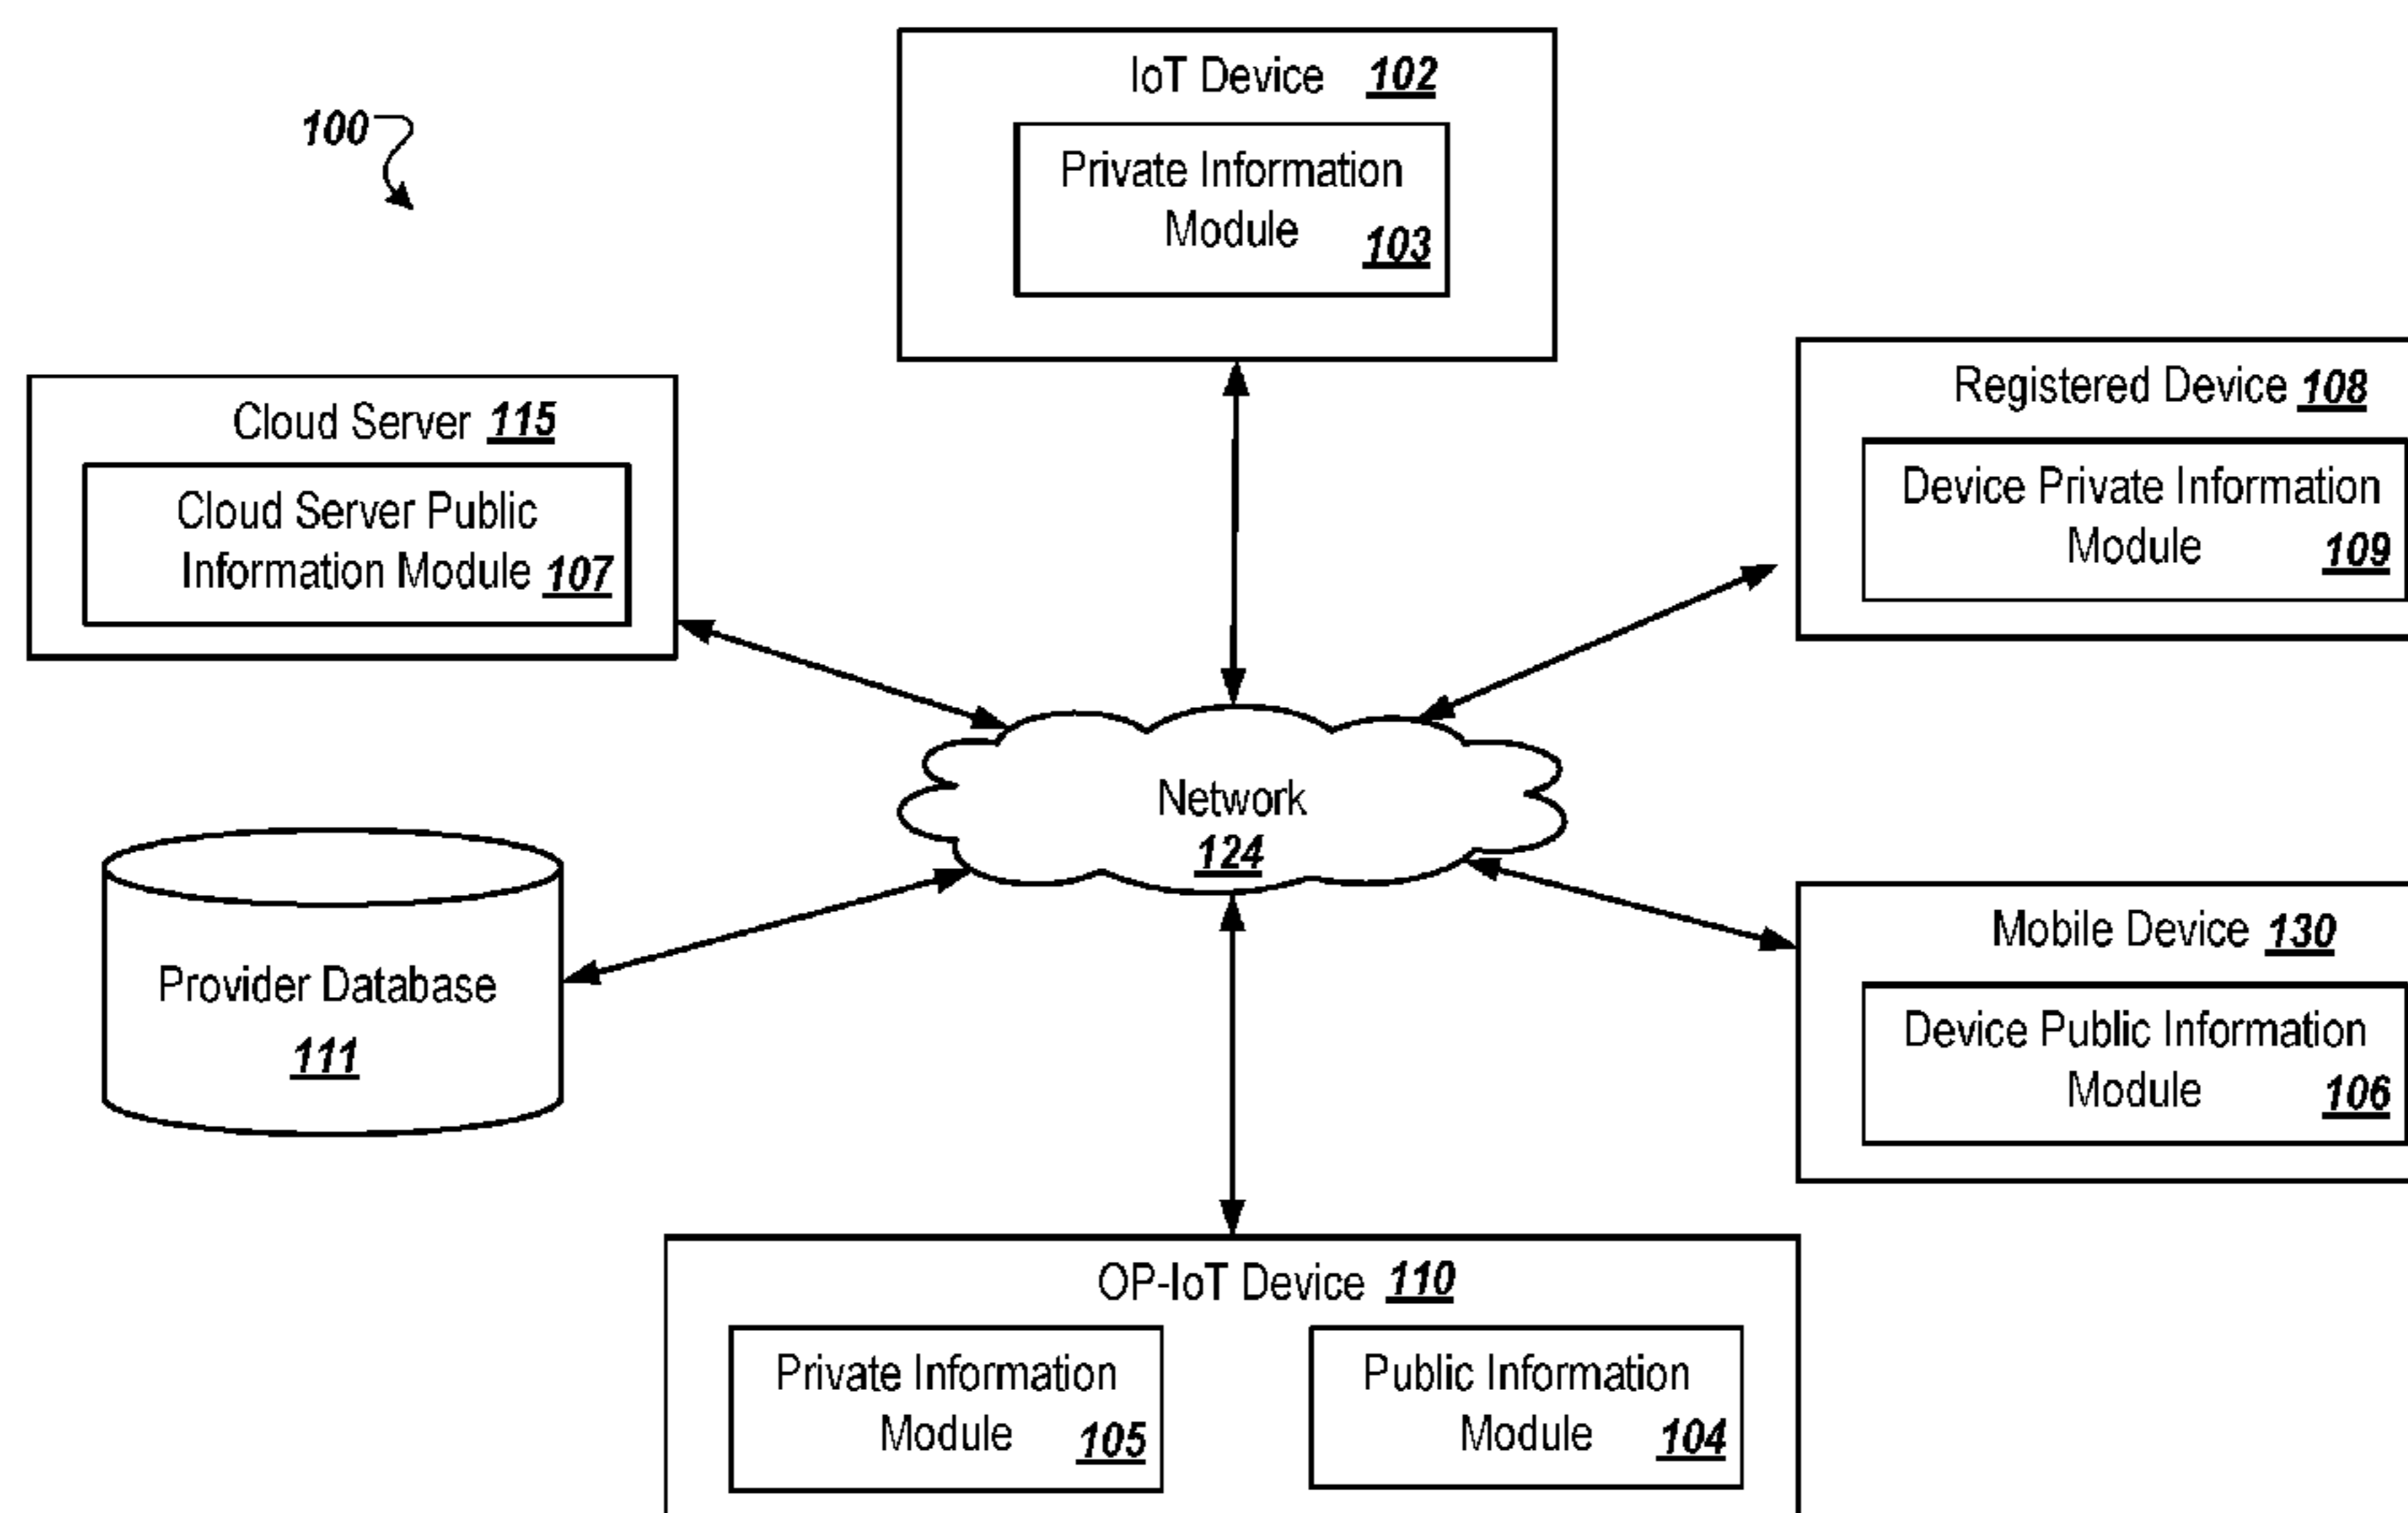 100
IoT Device 102
Private Information
Module 103
Cloud Server 115
Cloud Server Public
Information Module 107
Registered Device 108
Device Private Information
Module 109
Network
124
Provider Database
111
Mobile Device 130
Device Public Information
Module 106
OP-IoT Device 110
Private Information
Module 105
Public Information
Module 104